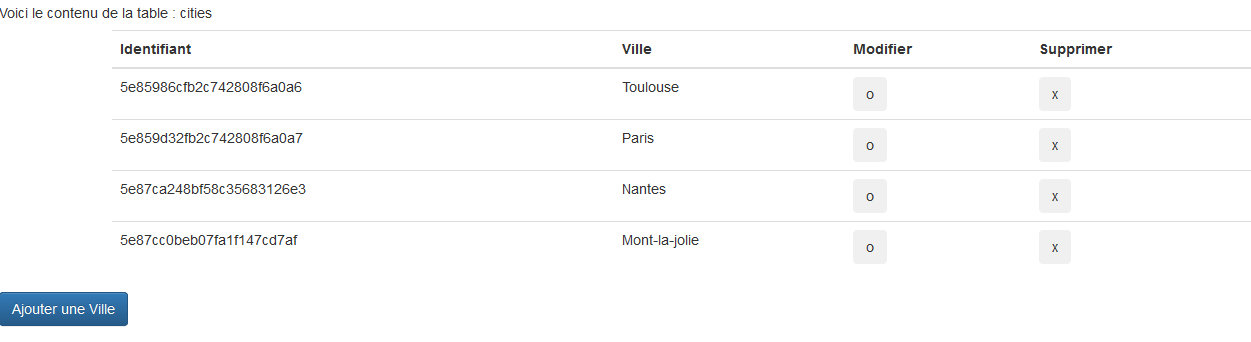 Voici le contenu de la table : cities
Identifiant Ville Modifier Supprimer
5e85986cfb2c742808f6a0a6 Toulouse o x
5e859d32fb2c742808f6a0a7 Paris o x
5e87ca248bf58c35683126e3 Nantes o x
5e87cc0beb07fa1f147cd7af Mont-la-jolie o x
Ajouter une Ville